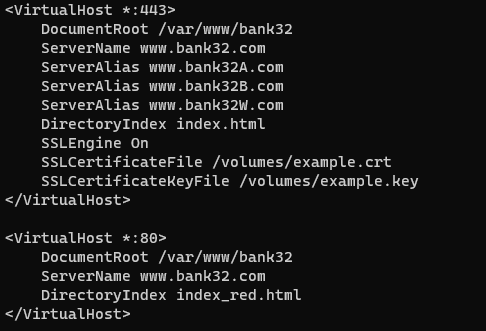 <VirtualHost *:443>
    DocumentRoot /var/www/bank32
    ServerName www.bank32.com
    ServerAlias www.bank32A.com
    ServerAlias www.bank32B.com
    ServerAlias www.bank32W.com
    DirectoryIndex index.html
    SSLEngine On
    SSLCertificateFile /volumes/example.crt
    SSLCertificateKeyFile /volumes/example.key
</VirtualHost>

<VirtualHost *:80>
    DocumentRoot /var/www/bank32
    ServerName www.bank32.com
    DirectoryIndex index_red.html
</VirtualHost>